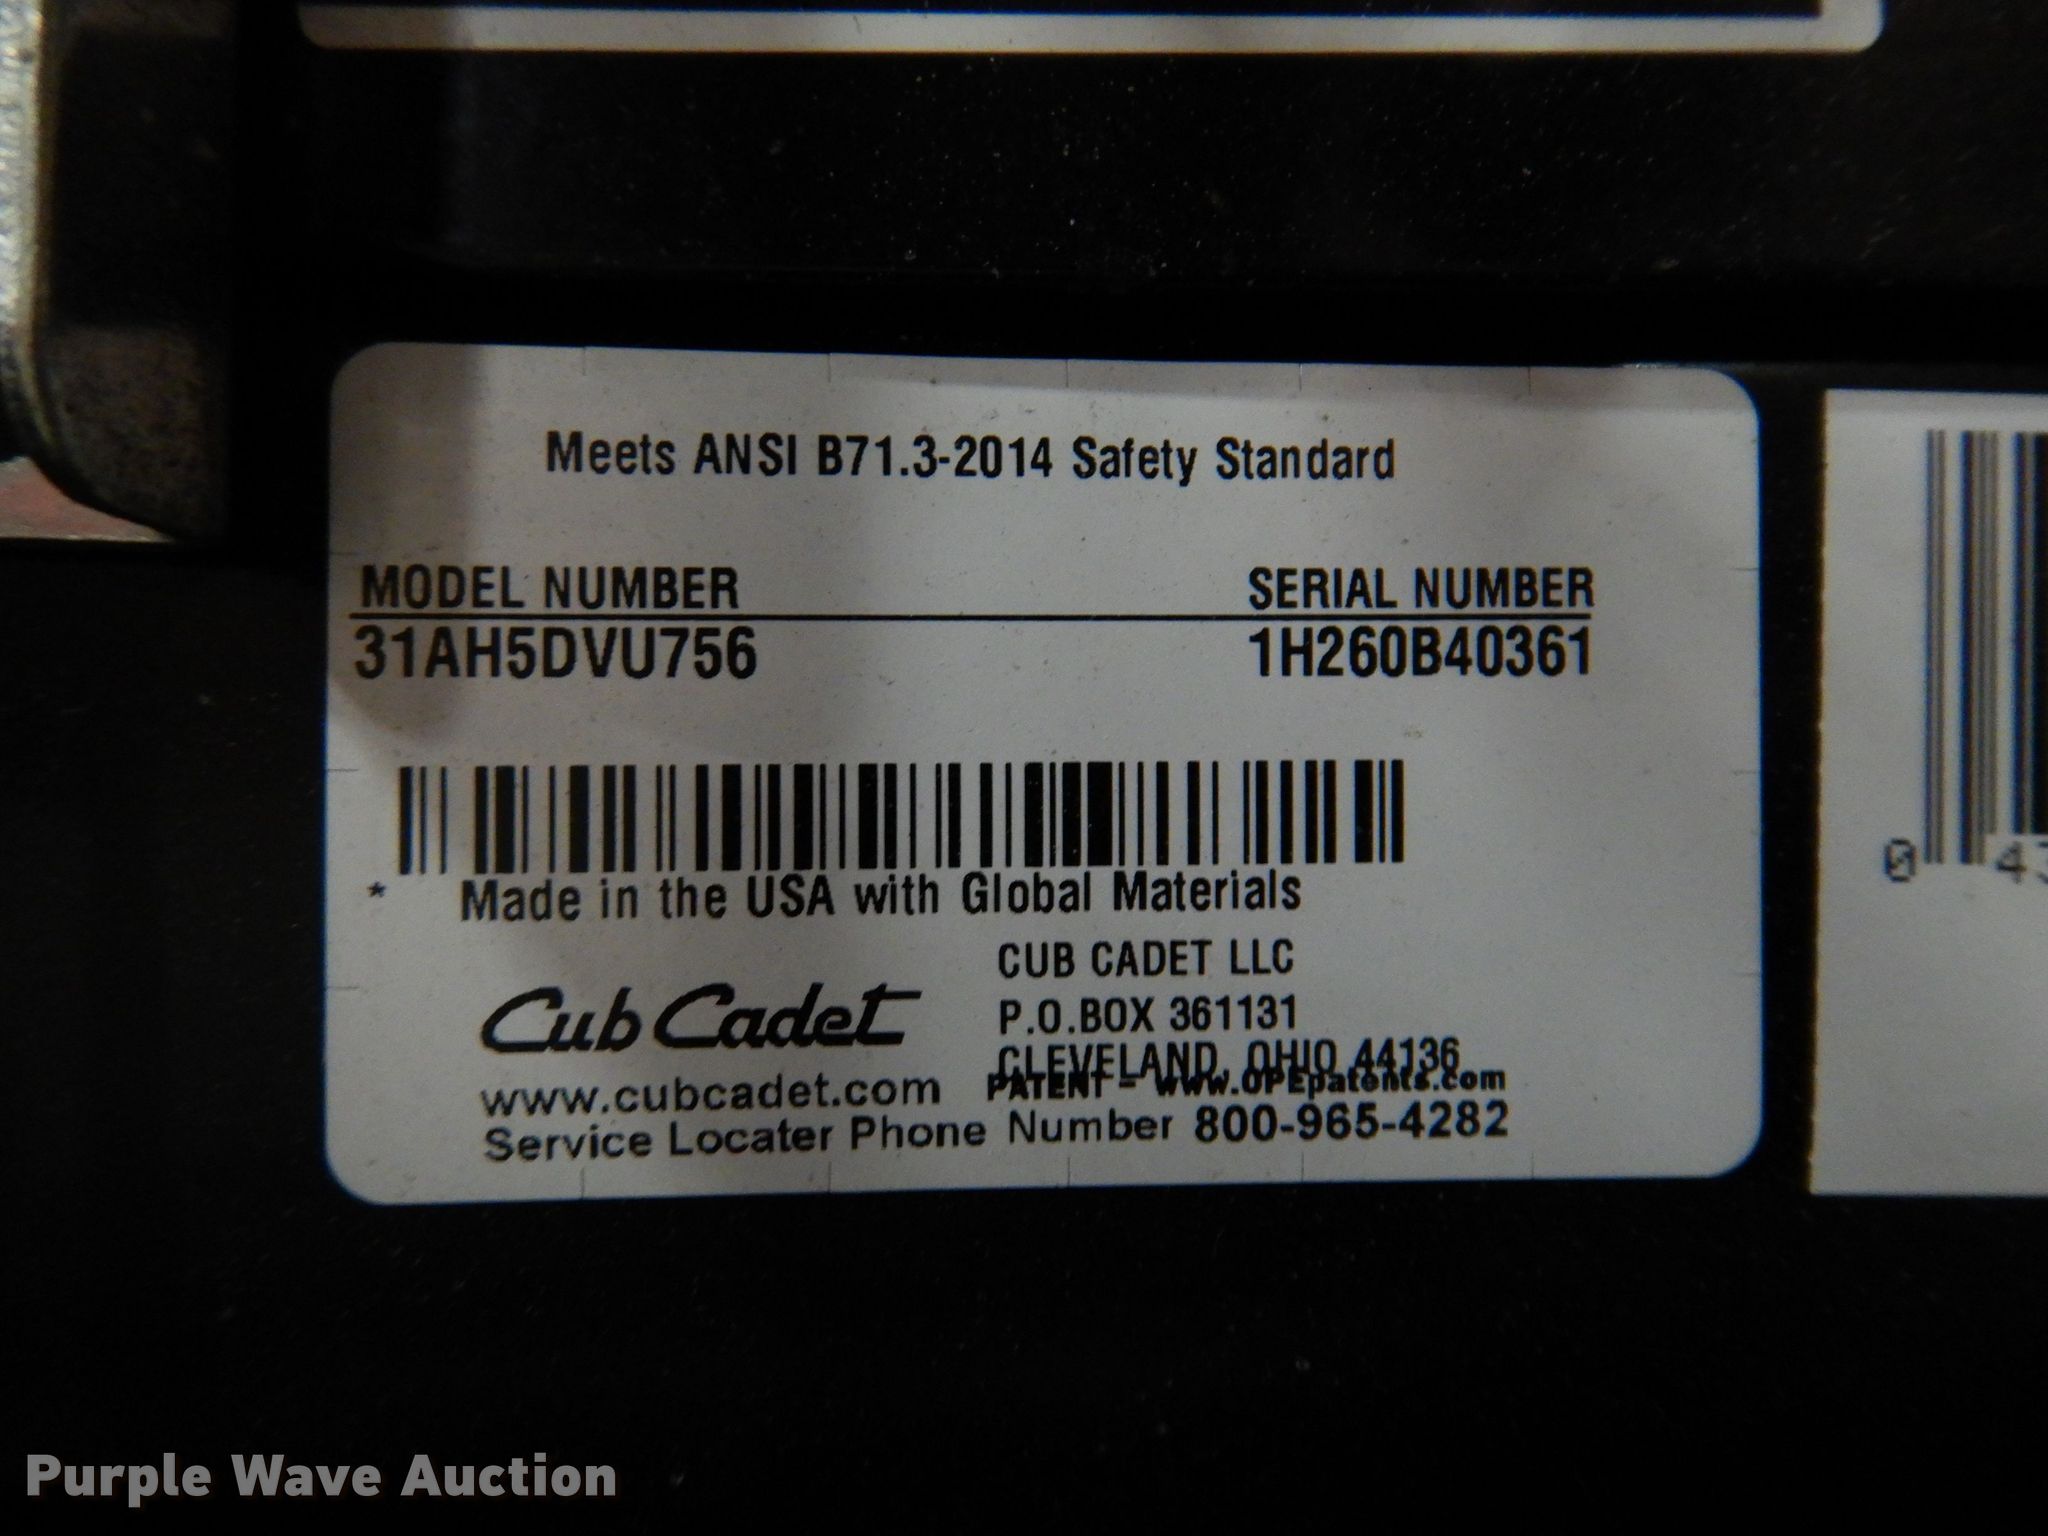 Meets ANSI B71.3-2014 Safety Standard
MODEL NUMBER SERIAL NUMBER
31AH5DVU756 1H260B40361
* Made in the USA with Global Materials
CUB CADET LLC
P.O.BOX 361131
CLEVELAND, OHIO 44136
Cub Cadet
www.cubcadet.com PATENT - www.OPEpatents.com
Service Locater Phone Number 800-965-4282
0 43
Purple Wave Auction